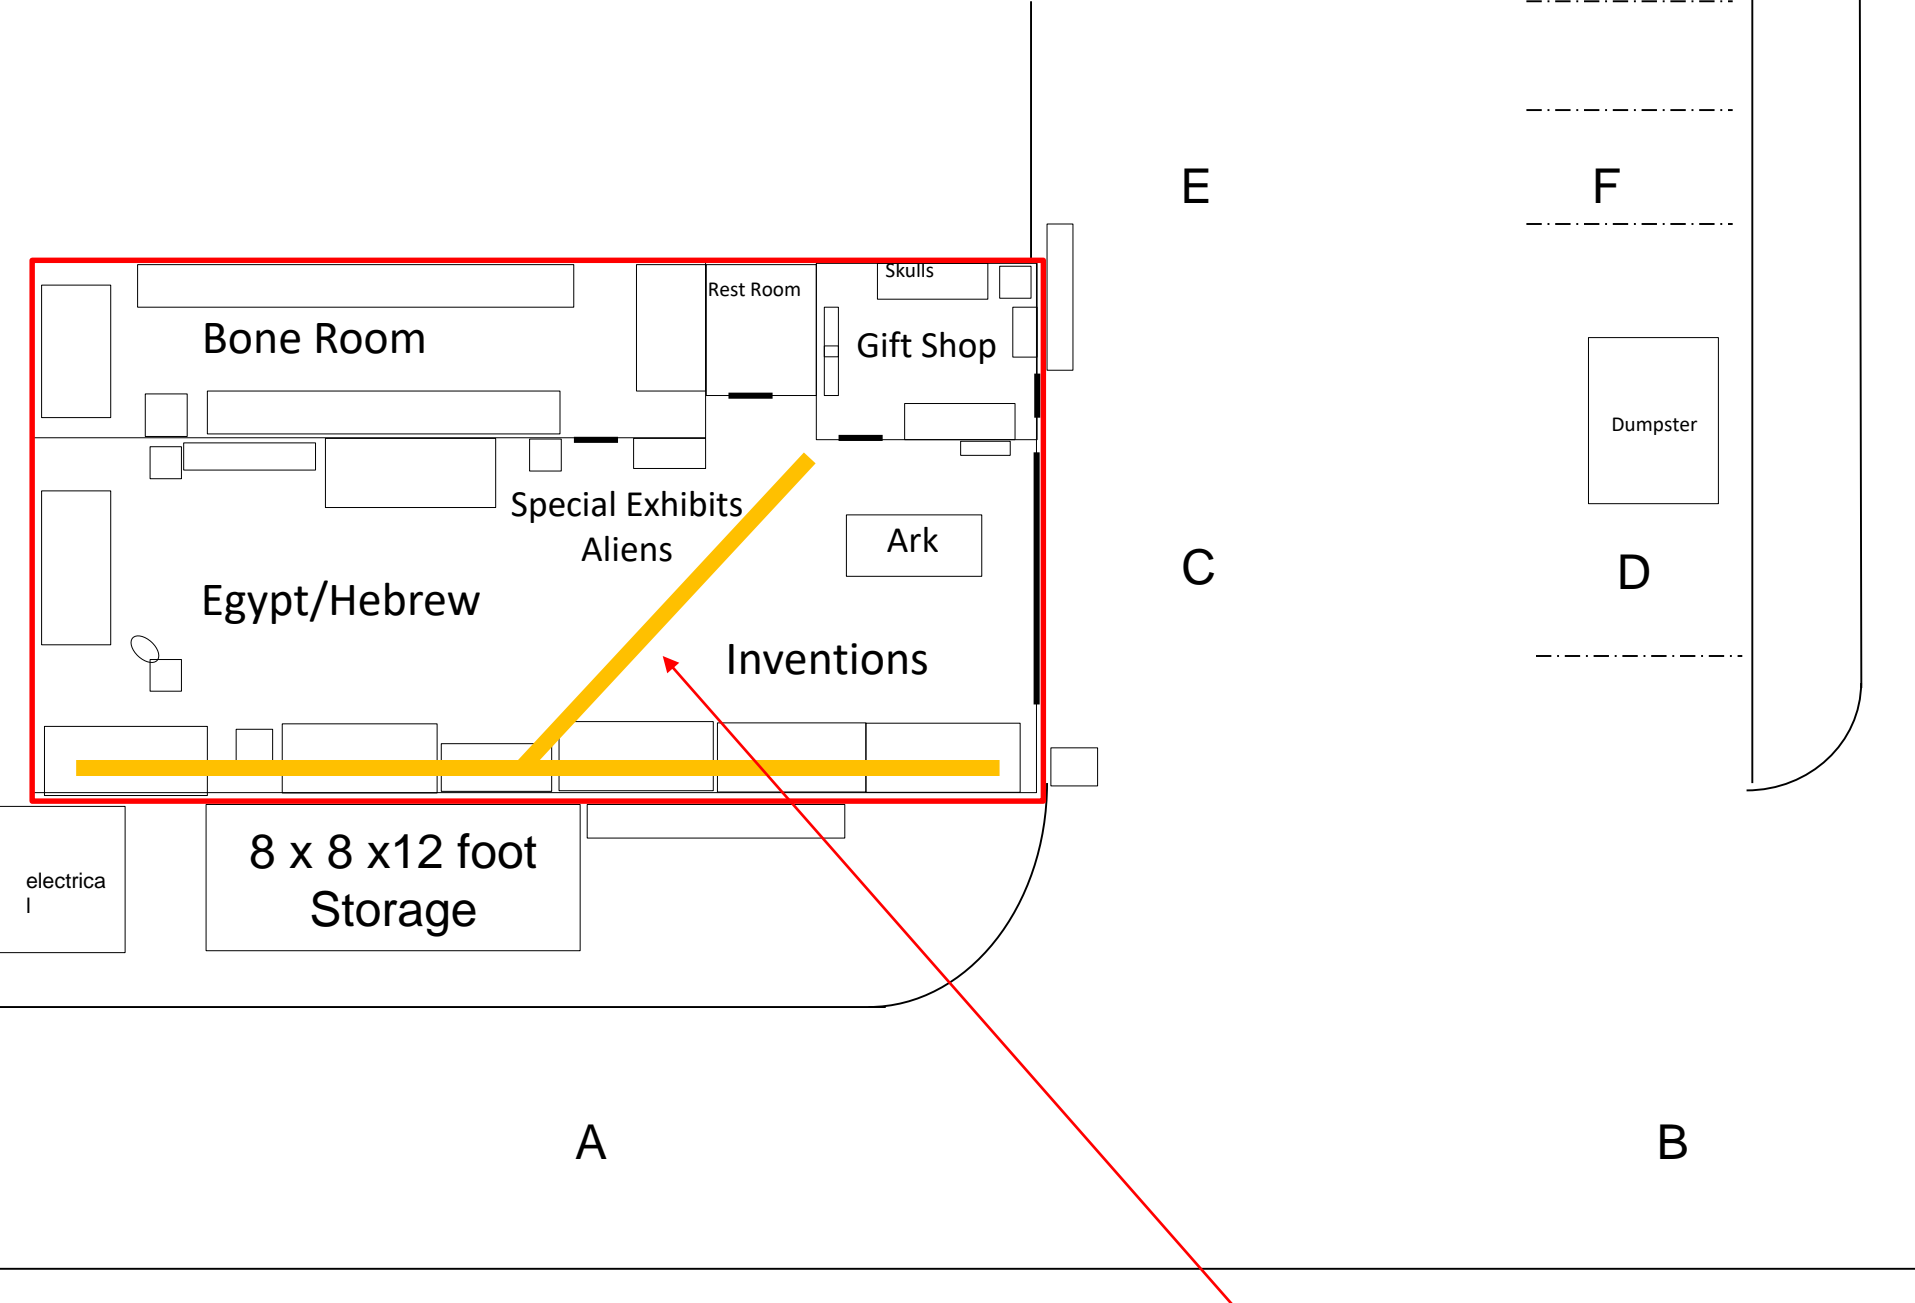 E
F
Skulls
Rest Room
Bone Room
Gift Shop
Dumpster
Special Exhibits
Aliens
Ark
C
D
Egypt/Hebrew
Inventions
8 x 8 x12 foot
Storage
electrica
l
A
B